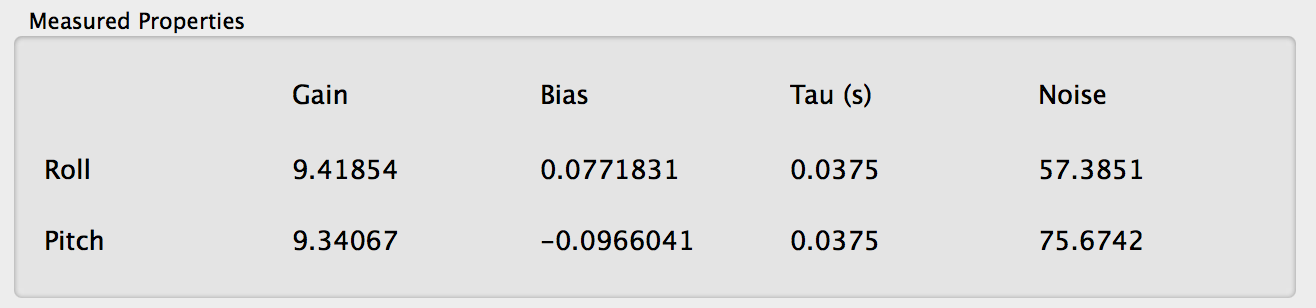 Measured Properties
Gain Bias Tau (s) Noise
Roll 9.41854 0.0771831 0.0375 57.3851
Pitch 9.34067 -0.0966041 0.0375 75.6742